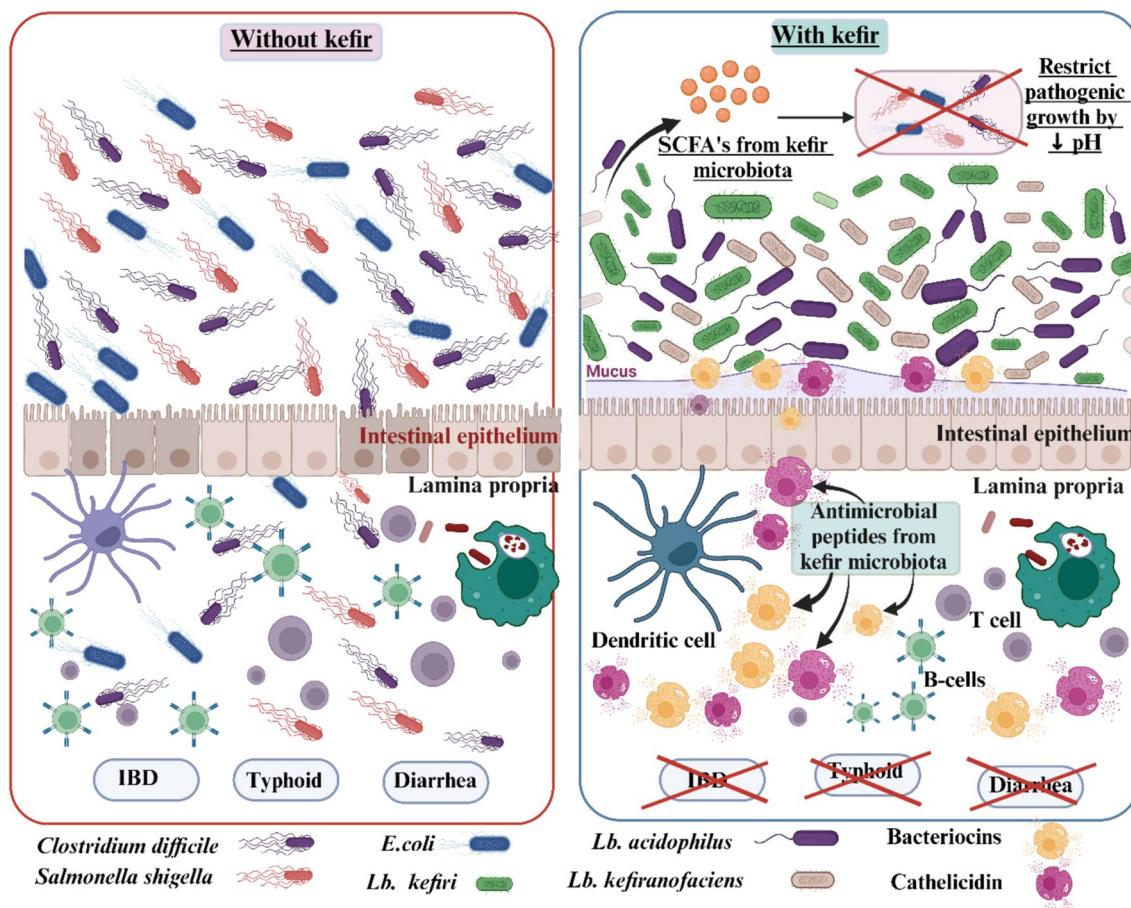 Without kefir
With kefir
SCFA's from kefir
microbiota
Restrict
pathogenic
growth by
↓ pH
Mucus
Intestinal epithelium
Lamina propria
Intestinal epithelium
Lamina propria
Antimicrobial
peptides from
kefir microbiota
Dendritic cell
T cell
B-cells
IBD
Typhoid
Diarrhea
IBD
Typhoid
Diarrhea
Clostridium difficile
E.coli
Lb. acidophilus
Bacteriocins
Salmonella shigella
Lb. kefiri
Lb. kefiranofaciens
Cathelicidin